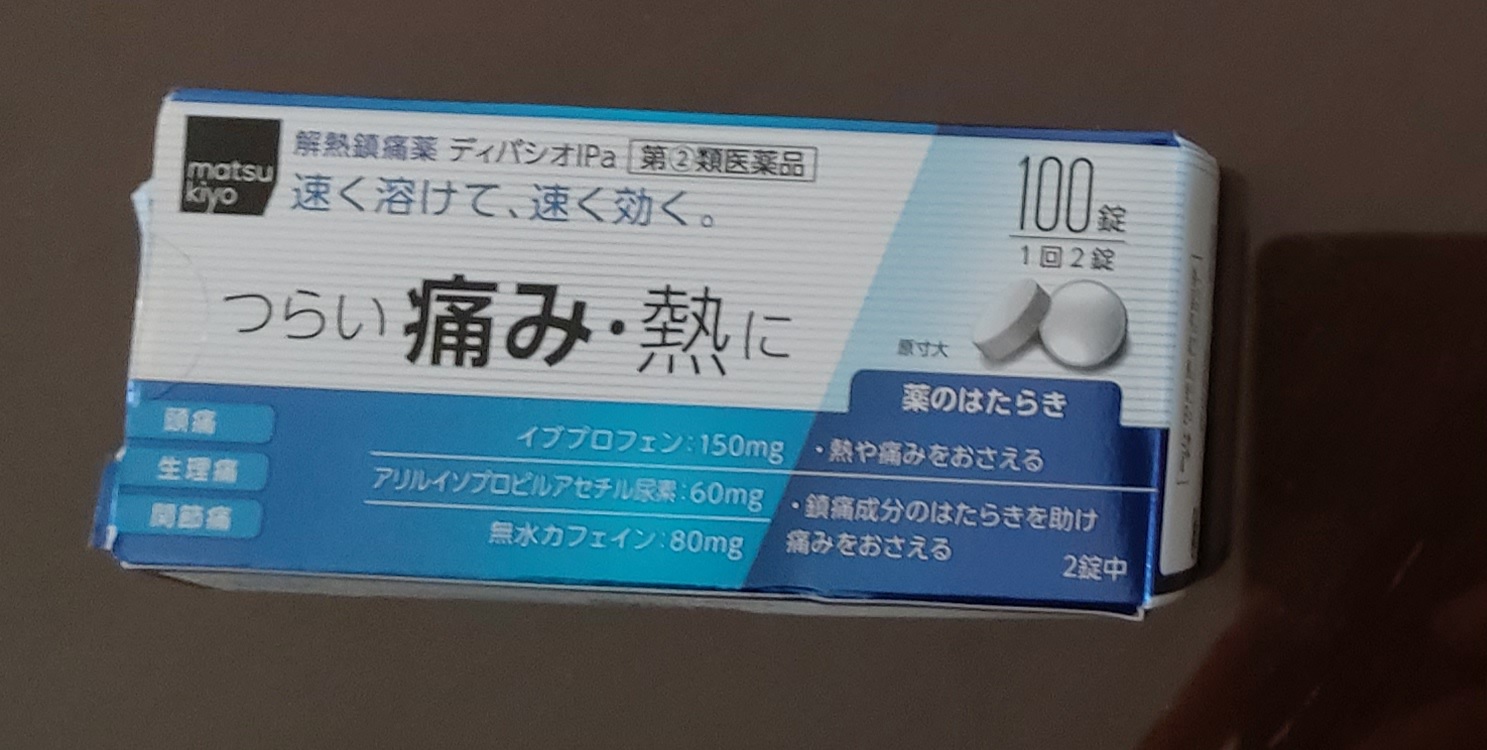 matsu
kiyo
解熱鎮痛薬 ディパシオIPa 第②類医薬品
速く溶けて、速く効く。
100錠
1回2錠
つらい痛み・熱に
原寸大
薬のはたらき
頭痛
生理痛
関節痛
イブプロフェン:150mg ・熱や痛みをおさえる
アリルイソプロピルアセチル尿素:60mg ・鎮痛成分のはたらきを助け
無水カフェイン:80mg 痛みをおさえる
2錠中